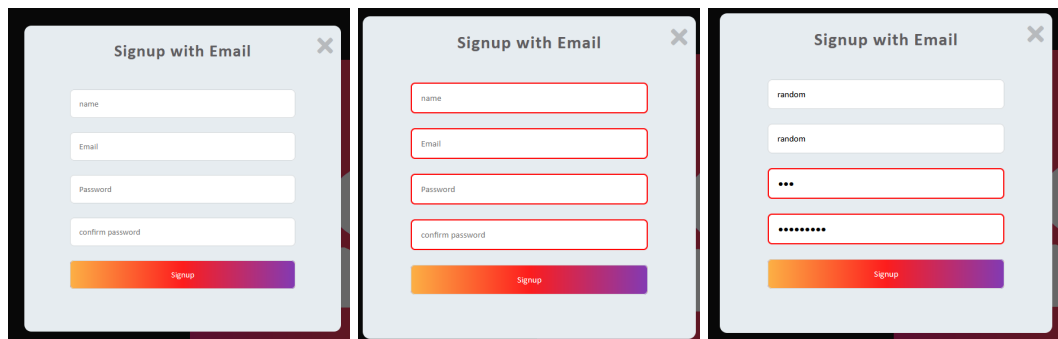 Signup with Email
name
Email
Password
confirm password
Signup
Signup with Email
name
Email
Password
confirm password
Signup
Signup with Email
random
random
•••
•••••••••
Signup